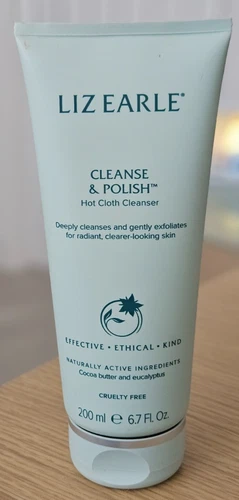 LIZ EARLE®
CLEANSE
& POLISH™
Hot Cloth Cleanser
Deeply cleanses and gently exfoliates
for radiant, clearer-looking skin
EFFECTIVE • ETHICAL • KIND
NATURALLY ACTIVE INGREDIENTS
Cocoa butter and eucalyptus
CRUELTY FREE
200 ml ℮ 6.7 Fl. Oz.